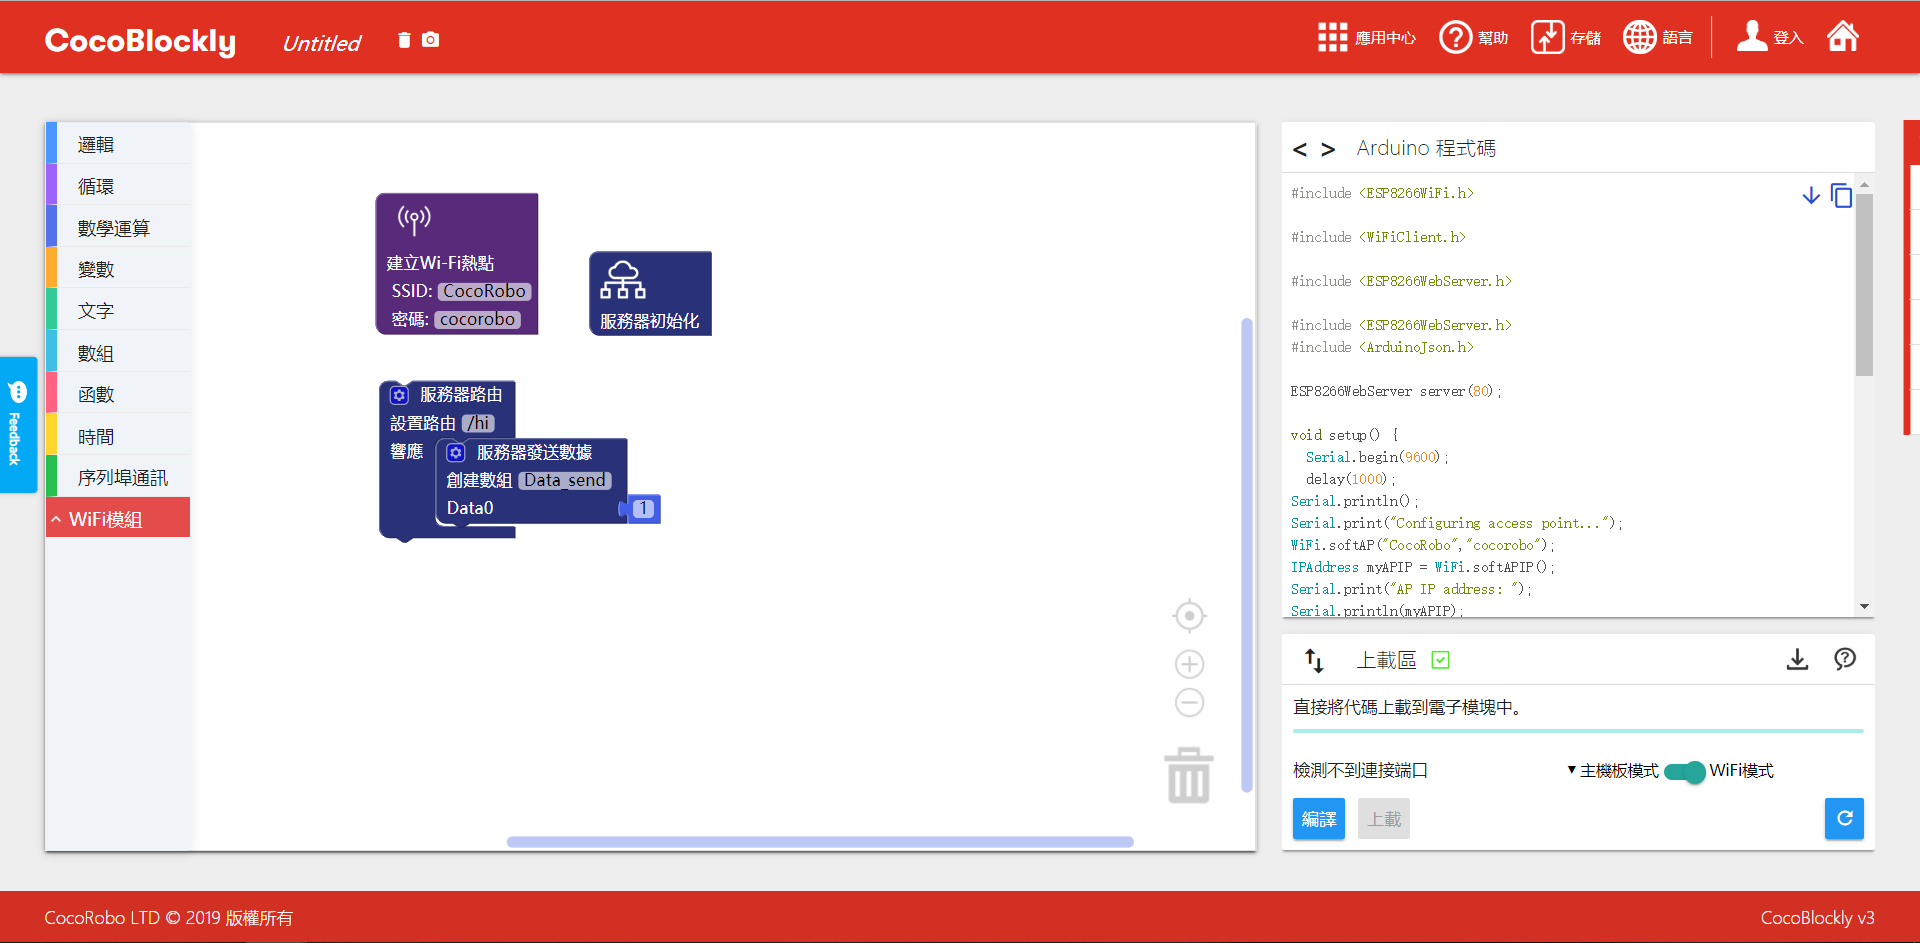 CocoBlockly
Untitled
應用中心
幫助
存儲
語言
登入
邏輯
循環
數學運算
變數
文字
數組
函數
時間
序列埠通訊
WiFi模組
Feedback
建立Wi-Fi熱點
SSID: CocoRobo
密碼: cocorobo
服務器初始化
服務器路由
設置路由 /hi
響應
服務器發送數據
創建數組 Data_send
Data0 1
< > Arduino 程式碼
#include <ESP8266WiFi.h>
#include <WiFiClient.h>
#include <ESP8266WebServer.h>
#include <ESP8266WebServer.h>
#include <ArduinoJson.h>
ESP8266WebServer server(80);
void setup() {
Serial.begin(9600);
delay(1000);
Serial.println();
Serial.print("Configuring access point...");
WiFi.softAP("CocoRobo","cocorobo");
IPAddress myAPIP = WiFi.softAPIP();
Serial.print("AP IP address: ");
Serial.println(myAPIP);
上載區
直接將代碼上載到電子模塊中。
檢測不到連接端口
▼主機板模式 WiFi模式
編譯
上載
CocoRobo LTD © 2019 版權所有
CocoBlockly v3